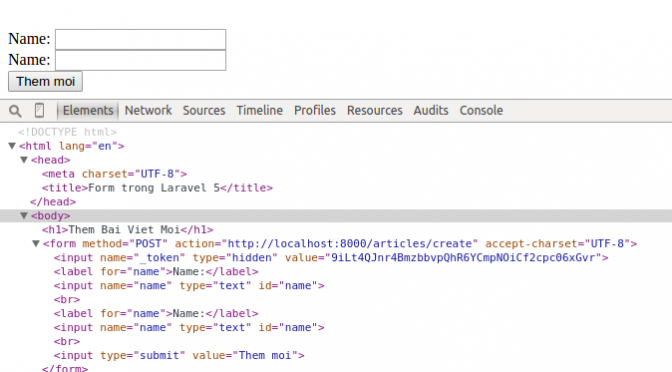 Name:
Name:
Them moi
Elements Network Sources Timeline Profiles Resources Audits Console
<!DOCTYPE html>
<html lang="en">
<head>
<meta charset="UTF-8">
<title>Form trong Laravel 5</title>
</head>
<body>
<h1>Them Bai Viet Moi</h1>
<form method="POST" action="http://localhost:8000/articles/create" accept-charset="UTF-8">
<input name="_token" type="hidden" value="9iLt4QJnr4BmzbbvpQhR6YCmpNOiCf2cpc06xGvr">
<label for="name">Name:</label>
<input name="name" type="text" id="name">
<br>
<label for="name">Name:</label>
<input name="name" type="text" id="name">
<br>
<input type="submit" value="Them moi">
</form>